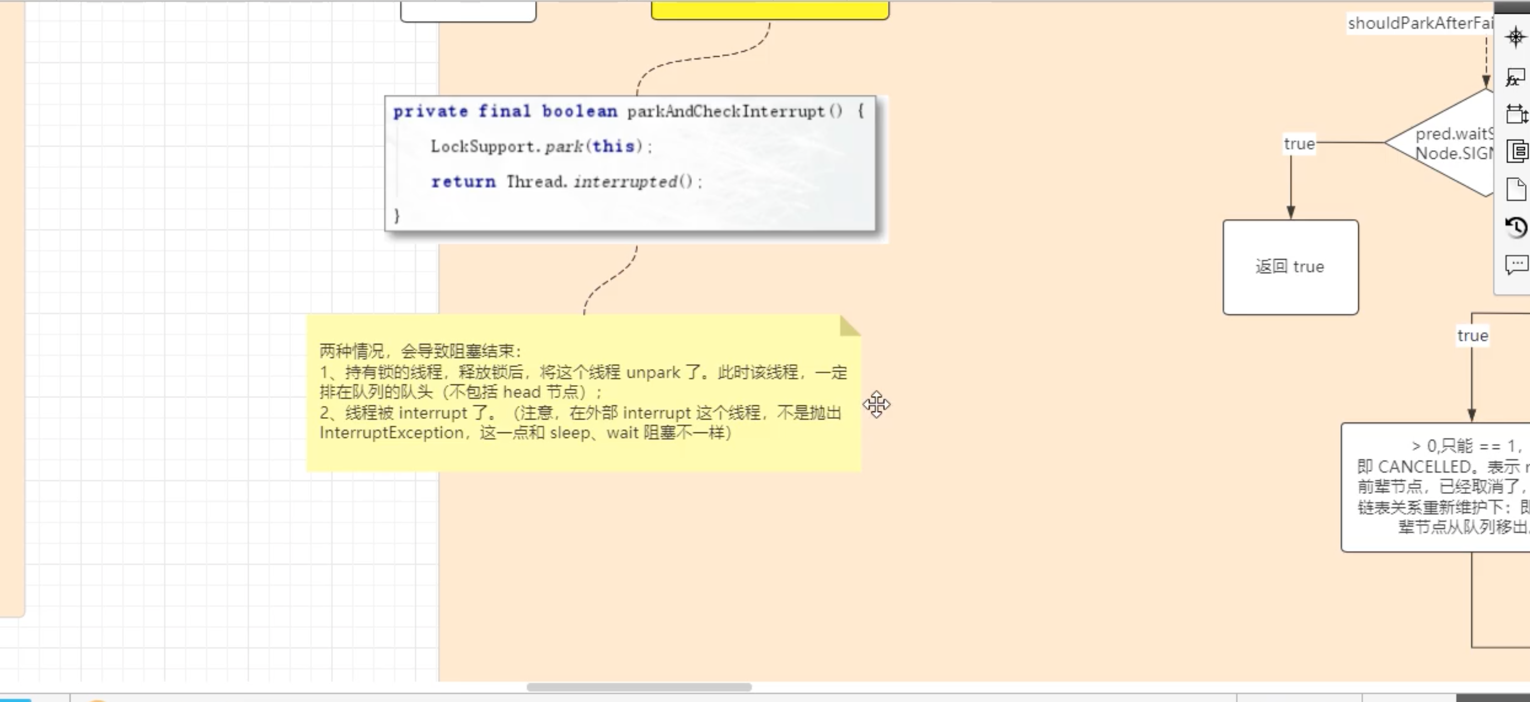 shouldParkAfterFai
private final boolean parkAndCheckInterrupt() {
LockSupport.park(this);
return Thread.interrupted();
}
true
pred.waitS
Node.SIGN
返回 true
两种情况，会导致阻塞结束：
1、持有锁的线程，释放锁后，将这个线程 unpark 了。此时该线程，一定
排在队列的队头（不包括 head 节点）；
2、线程被 interrupt 了。（注意，在外部 interrupt 这个线程，不是抛出
InterruptException，这一点和 sleep、wait 阻塞不一样）
true
> 0,只能 == 1，
即 CANCELLED。表示
前辈节点，已经取消了，
链表关系重新维护下：即
辈节点从队列移出